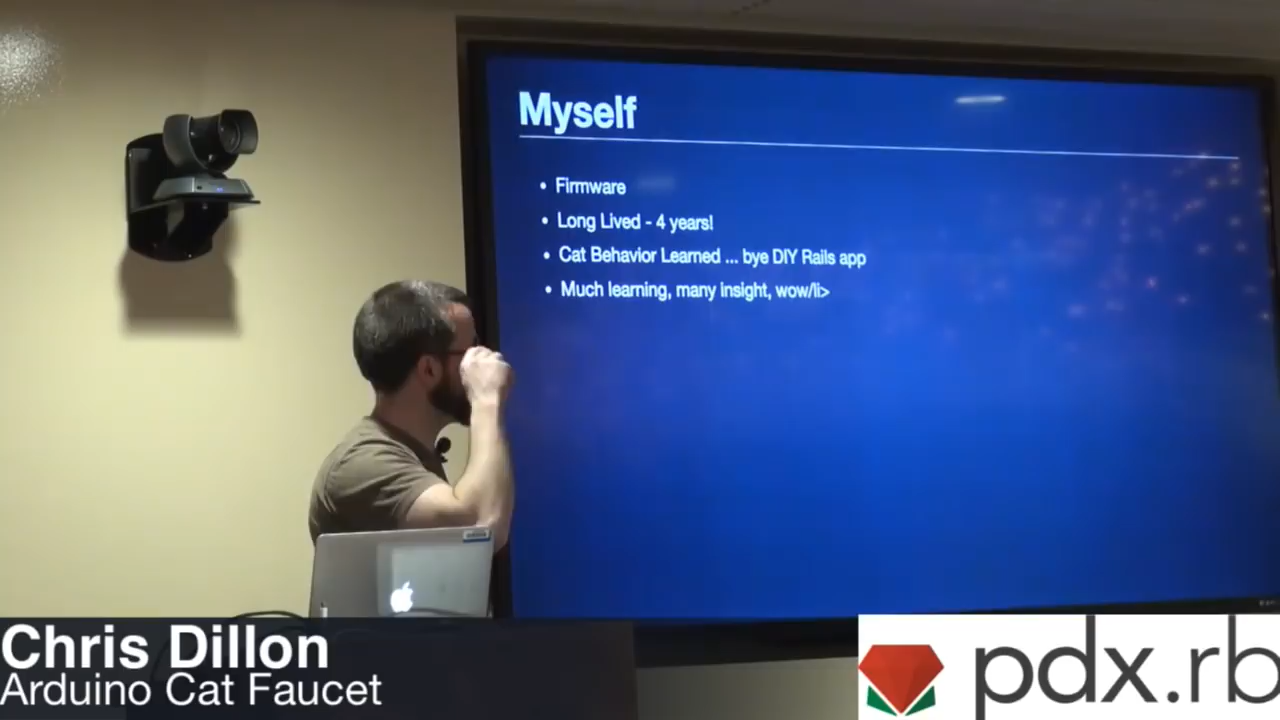 Myself
• Firmware
• Long Lived - 4 years!
• Cat Behavior Learned ... bye DIY Rails app
• Much learning, many insight, wow/li>
Chris Dillon
Arduino Cat Faucet
pdx.rb